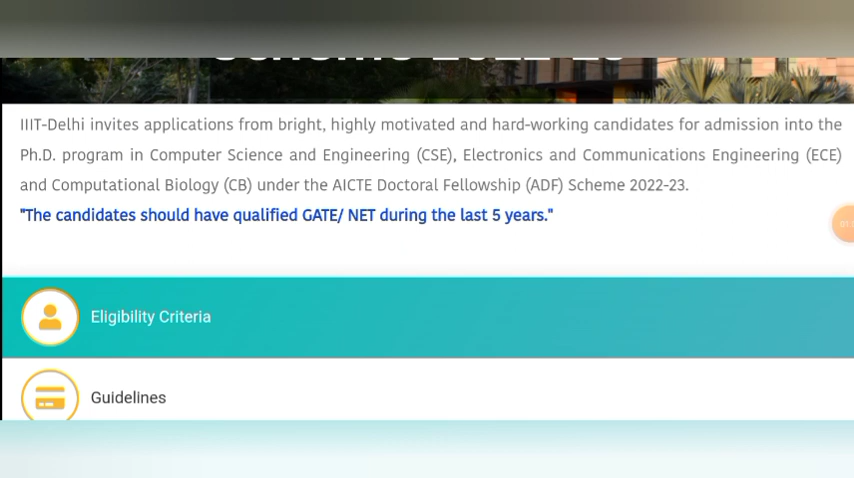 IIIT-Delhi invites applications from bright, highly motivated and hard-working candidates for admission into the
Ph.D. program in Computer Science and Engineering (CSE), Electronics and Communications Engineering (ECE)
and Computational Biology (CB) under the AICTE Doctoral Fellowship (ADF) Scheme 2022-23.
"The candidates should have qualified GATE/ NET during the last 5 years."
Eligibility Criteria
Guidelines